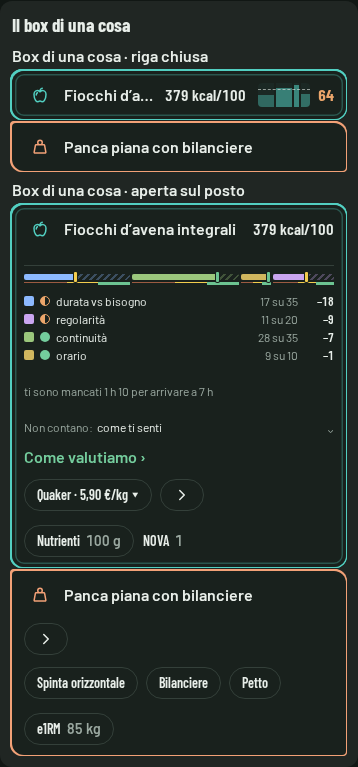 Il box di una cosa
Box di una cosa · riga chiusa
Fiocchi d'a… 379 kcal/100 64
Panca piana con bilanciere
Box di una cosa · aperta sul posto
Fiocchi d'avena integrali 379 kcal/100
durata vs bisogno 17 su 35 −18
regolarità 11 su 20 −9
continuità 28 su 35 −7
orario 9 su 10 −1
ti sono mancati 1 h 10 per arrivare a 7 h
Non contano: come ti senti
Come valutiamo ›
Quaker · 5,90 €/kg ▾
Nutrienti 100 g NOVA 1
Panca piana con bilanciere
Spinta orizzontale Bilanciere Petto
e1RM 85 kg